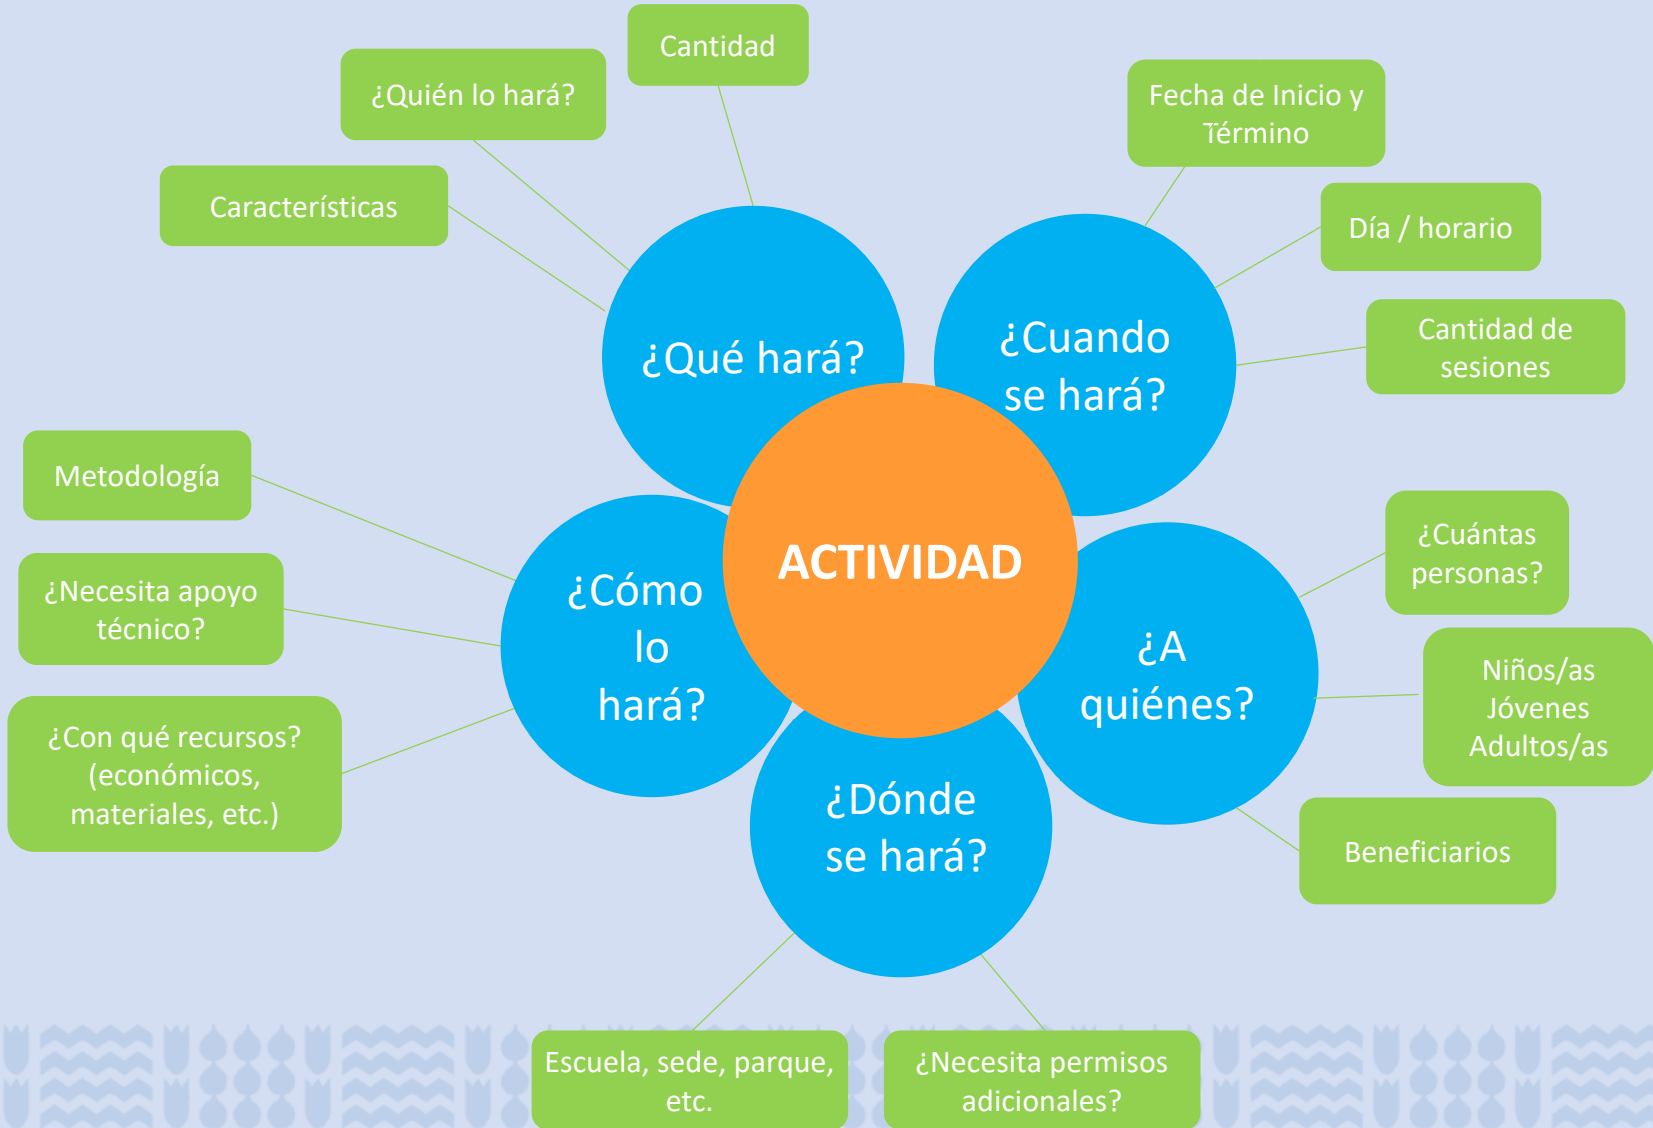 Cantidad
¿Quién lo hará?
Características
Fecha de Inicio y
Término
Día / horario
Cantidad de
sesiones
¿Qué hará?
¿Cuando
se hará?
Metodología
¿Necesita apoyo
técnico?
¿Con qué recursos?
(económicos,
materiales, etc.)
¿Cómo
lo
hará?
ACTIVIDAD
¿A
quiénes?
¿Cuántas
personas?
Niños/as
Jóvenes
Adultos/as
Beneficiarios
¿Dónde
se hará?
Escuela, sede, parque,
etc.
¿Necesita permisos
adicionales?